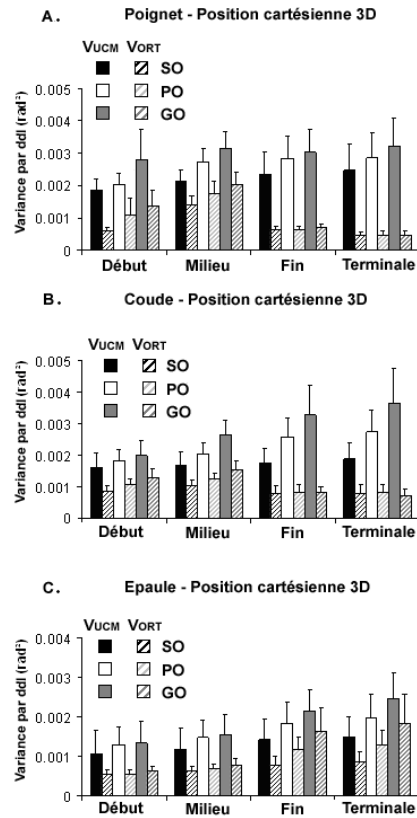 A. Poignet - Position cartésienne 3D
VUCM VORT
SO
PO
GO
Variance par ddl (rad²)
0.005
0.004
0.003
0.002
0.001
0
Début Milieu Fin Terminale
B. Coude - Position cartésienne 3D
VUCM VORT
SO
PO
GO
Variance par ddl (rad²)
0.005
0.004
0.003
0.002
0.001
0
Début Milieu Fin Terminale
C. Epaule - Position cartésienne 3D
VUCM VORT
SO
PO
GO
Variance par ddl (rad²)
0.004
0.003
0.002
0.001
0
Début Milieu Fin Terminale